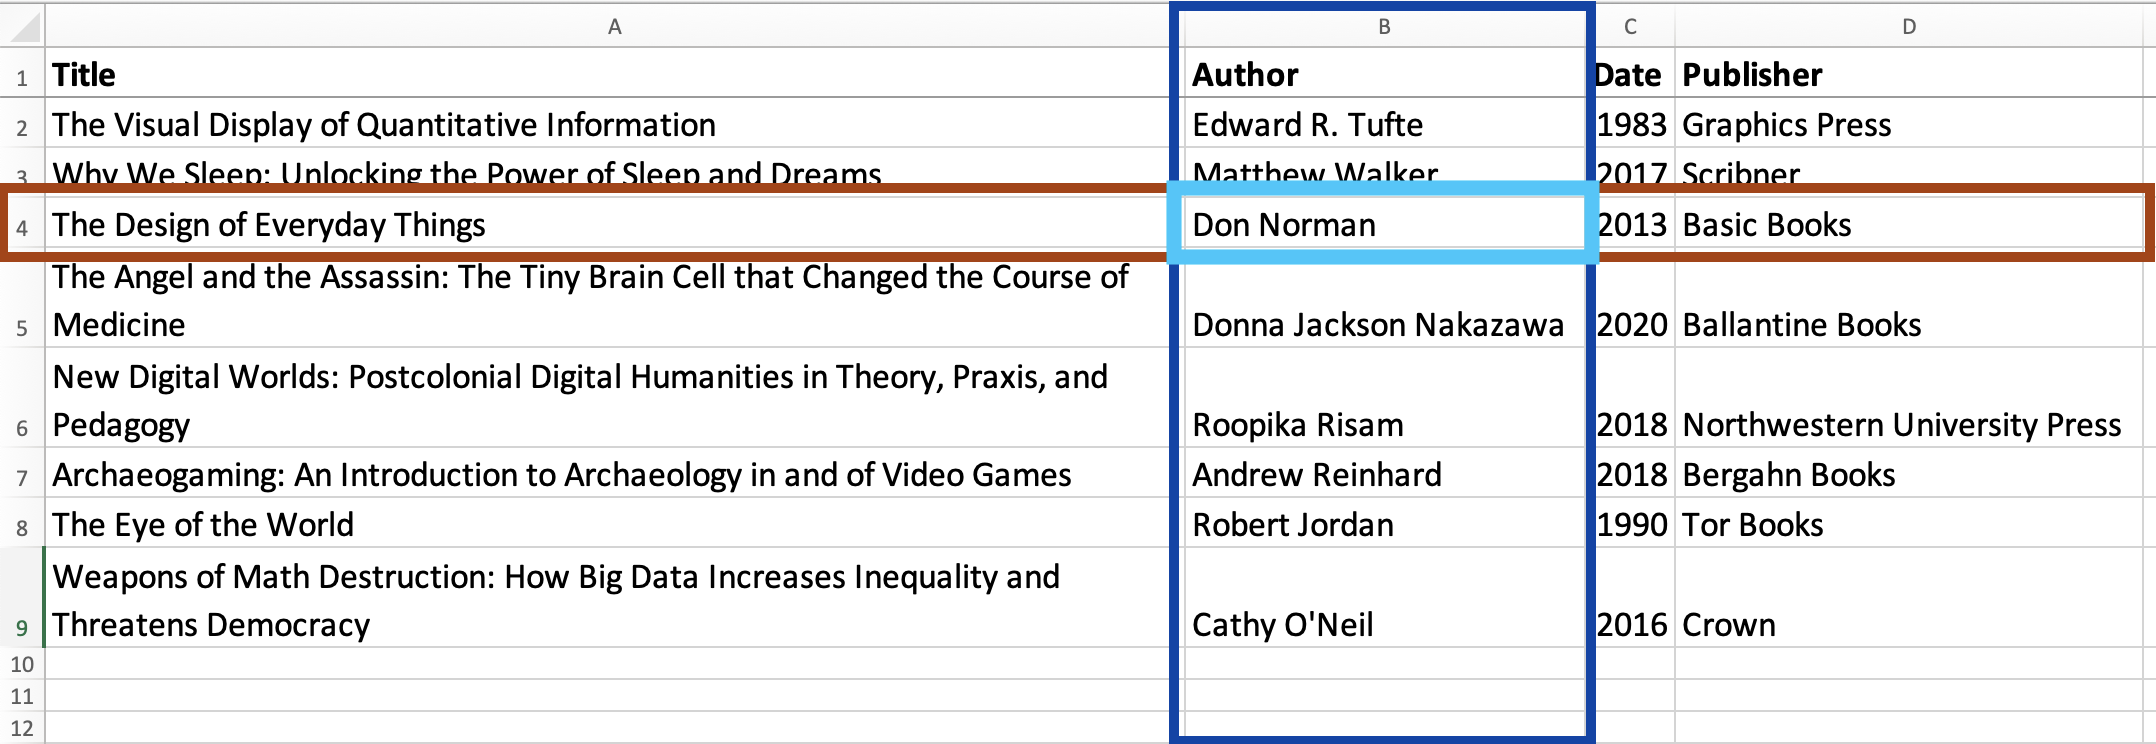 A B C D
1 Title Author Date Publisher
2 The Visual Display of Quantitative Information Edward R. Tufte 1983 Graphics Press
3 Why We Sleep: Unlocking the Power of Sleep and Dreams Matthew Walker 2017 Scribner
4 The Design of Everyday Things Don Norman 2013 Basic Books
The Angel and the Assassin: The Tiny Brain Cell that Changed the Course of
5 Medicine Donna Jackson Nakazawa 2020 Ballantine Books
New Digital Worlds: Postcolonial Digital Humanities in Theory, Praxis, and
6 Pedagogy Roopika Risam 2018 Northwestern University Press
7 Archaeogaming: An Introduction to Archaeology in and of Video Games Andrew Reinhard 2018 Bergahn Books
8 The Eye of the World Robert Jordan 1990 Tor Books
Weapons of Math Destruction: How Big Data Increases Inequality and
9 Threatens Democracy Cathy O'Neil 2016 Crown
10
11
12